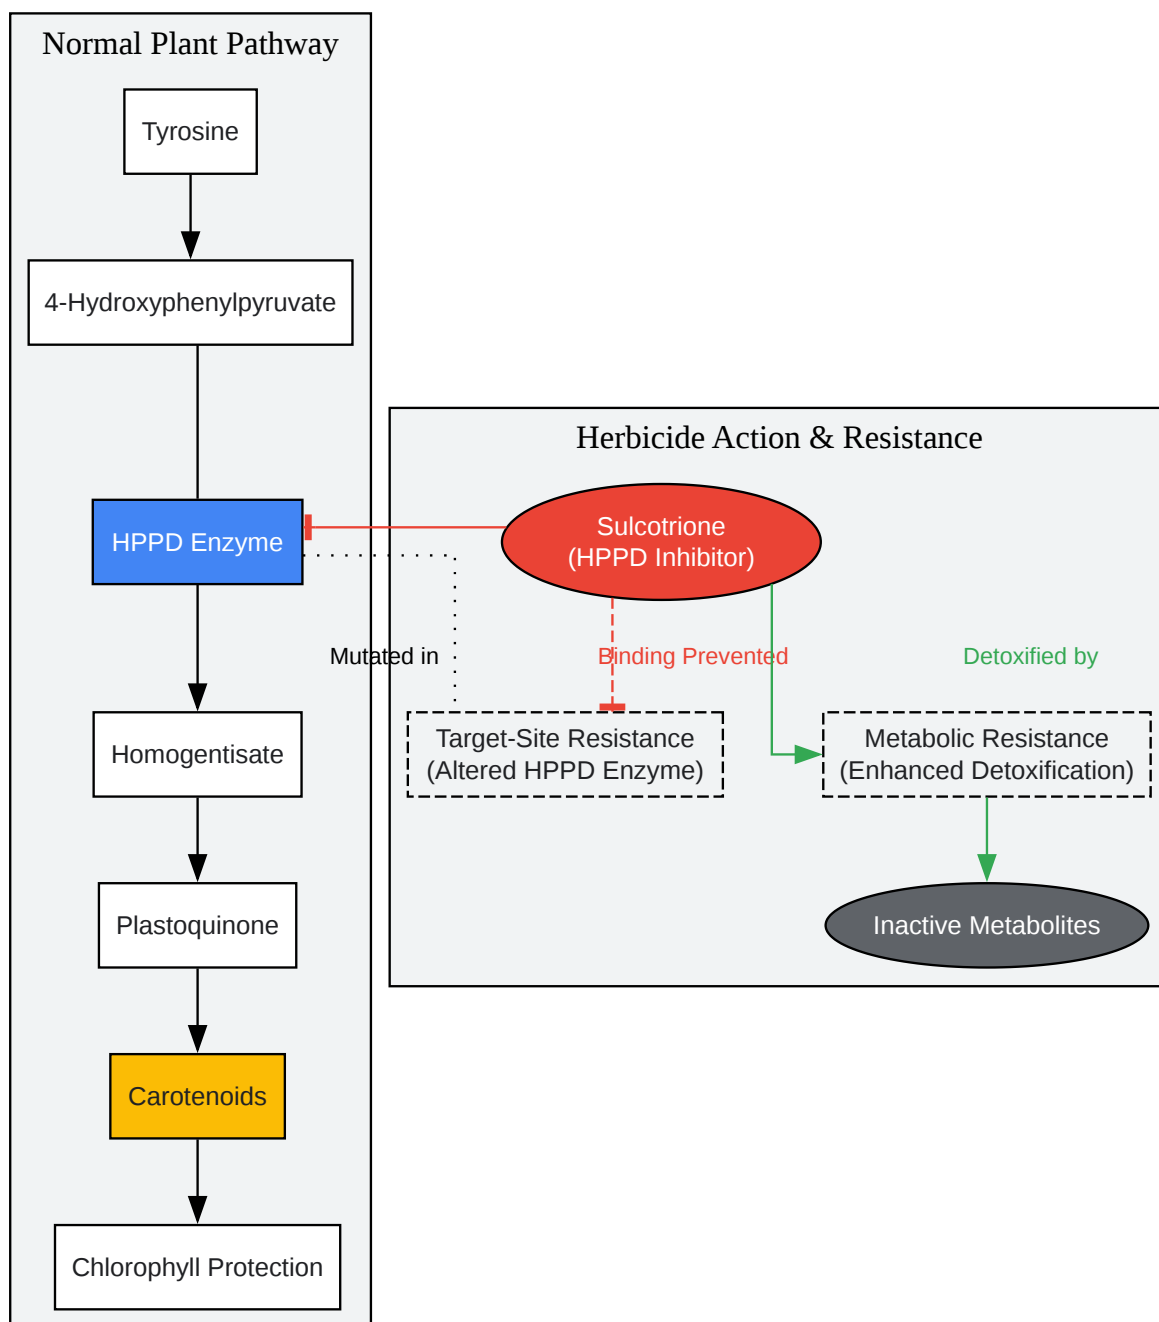 Normal Plant Pathway
Tyrosine
4-Hydroxyphenylpyruvate
HPPD Enzyme
Homogentisate
Plastoquinone
Carotenoids
Chlorophyll Protection
Herbicide Action & Resistance
Sulcotrione
(HPPD Inhibitor)
Mutated in
Binding Prevented
Detoxified by
Target-Site Resistance
(Altered HPPD Enzyme)
Metabolic Resistance
(Enhanced Detoxification)
Inactive Metabolites